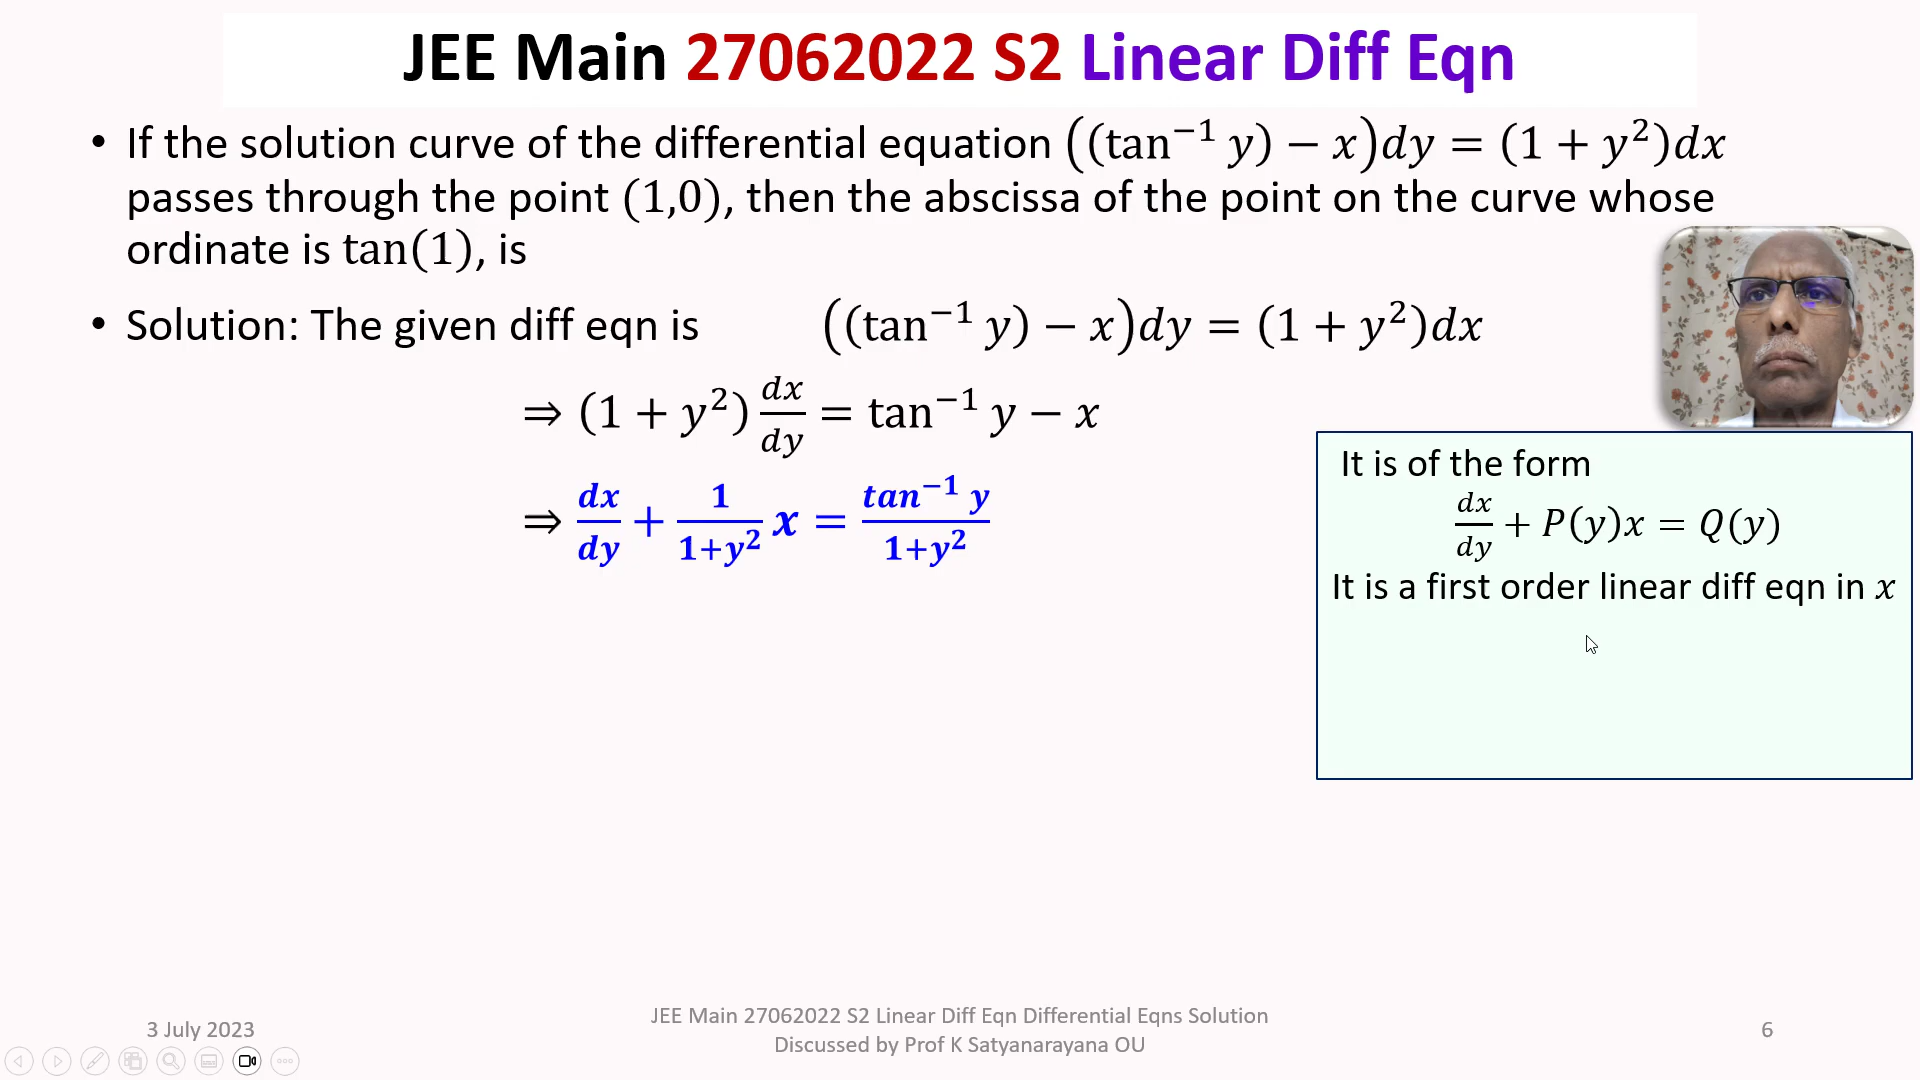 JEE Main 27062022 S2 Linear Diff Eqn
• If the solution curve of the differential equation ((tan⁻¹ y) − x)dy = (1 + y²)dx
passes through the point (1,0), then the abscissa of the point on the curve whose
ordinate is tan(1), is
• Solution: The given diff eqn is ((tan⁻¹ y) − x)dy = (1 + y²)dx
⇒ (1 + y²) dx/dy = tan⁻¹ y − x
⇒ dx/dy + 1/(1+y²) x = tan⁻¹ y/(1+y²)
It is of the form
dx/dy + P(y)x = Q(y)
It is a first order linear diff eqn in x
3 July 2023
JEE Main 27062022 S2 Linear Diff Eqn Differential Eqns Solution
Discussed by Prof K Satyanarayana OU
6